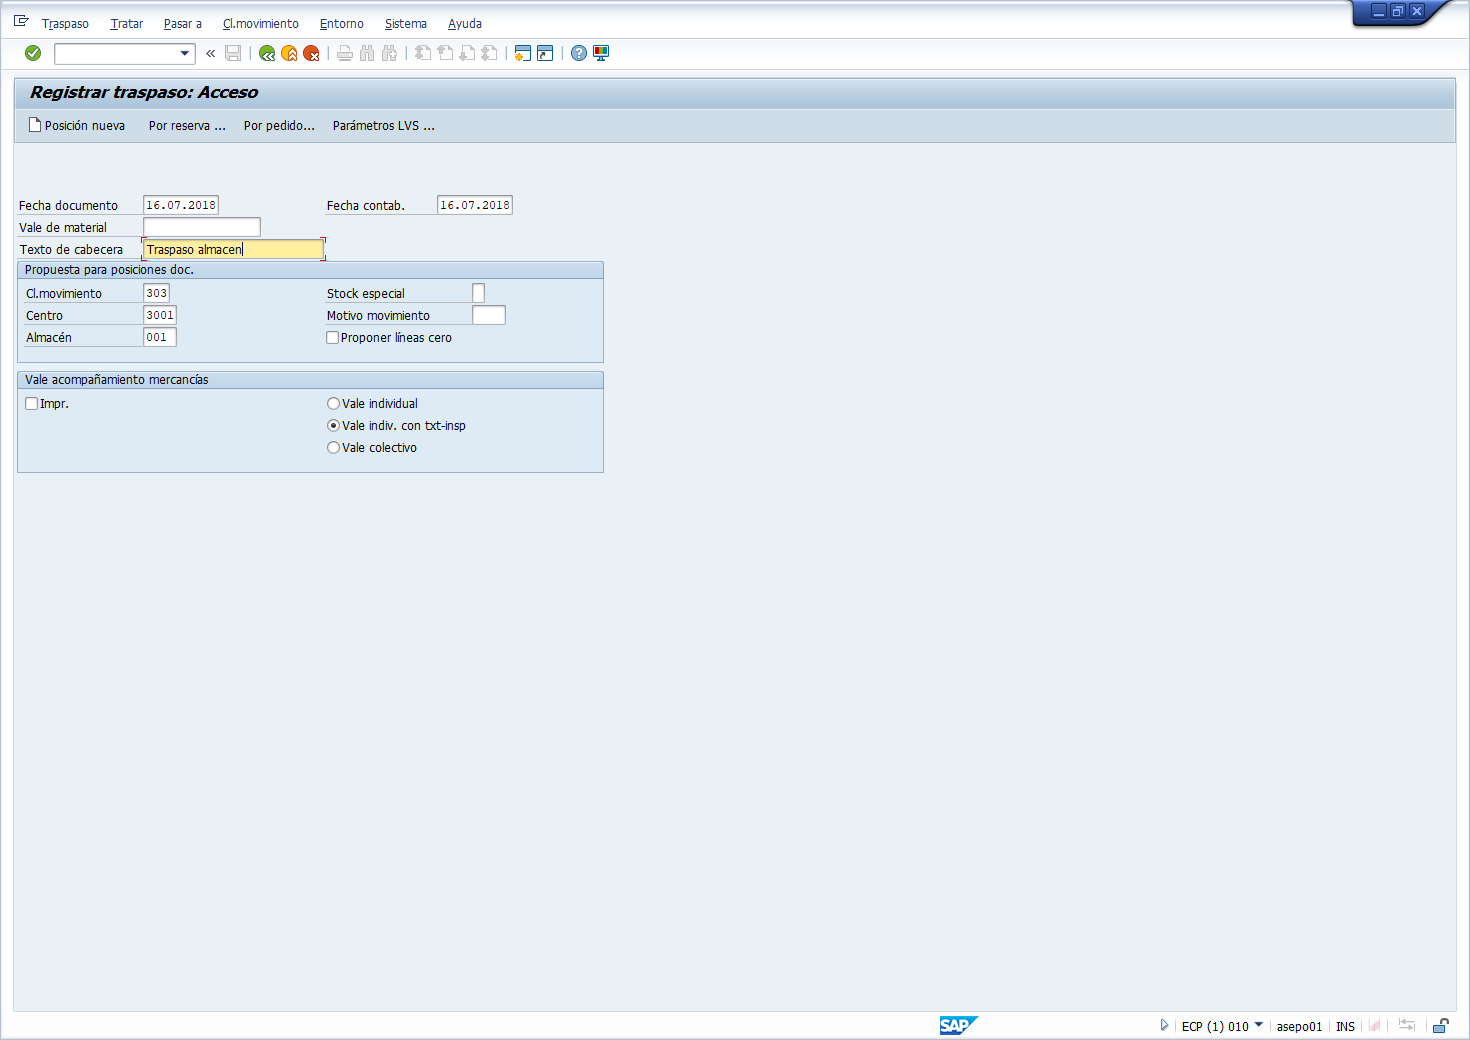 Traspaso Tratar Pasar a Cl.movimiento Entorno Sistema Ayuda
Registrar traspaso: Acceso
Posición nueva Por reserva ... Por pedido... Parámetros LVS ...
Fecha documento 16.07.2018 Fecha contab. 16.07.2018
Vale de material
Texto de cabecera Traspaso almacen
Propuesta para posiciones doc.
Cl.movimiento 303 Stock especial
Centro 3001 Motivo movimiento
Almacén 001 Proponer líneas cero
Vale acompañamiento mercancías
Impr. Vale individual
Vale indiv. con txt-insp
Vale colectivo
SAP ECP (1) 010 asepo01 INS